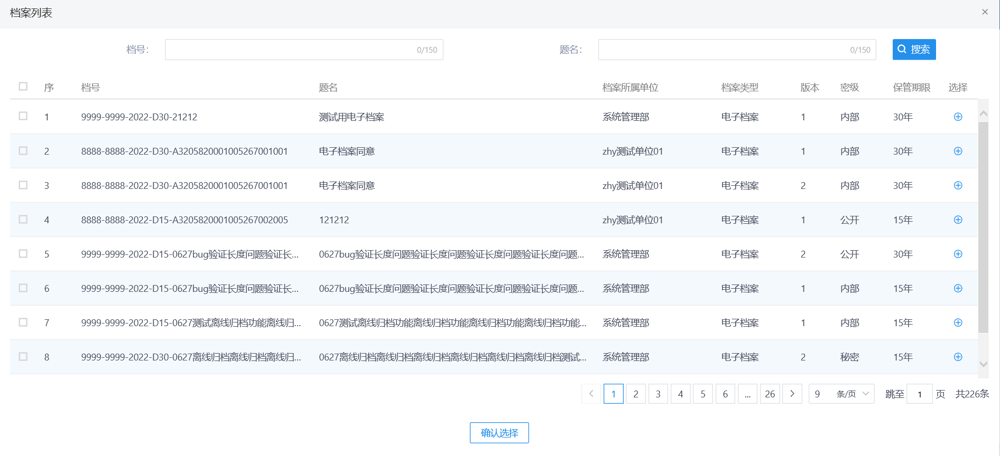 档案列表
档号： 0/150 题名： 0/150 搜索
序 档号 题名 档案所属单位 档案类型 版本 密级 保管期限 选择
1 9999-9999-2022-D30-21212 测试用电子档案 系统管理部 电子档案 1 内部 30年
2 8888-8888-2022-D30-A3205820001005267001001 电子档案同意 zhy测试单位01 电子档案 1 内部 30年
3 8888-8888-2022-D30-A3205820001005267001001 电子档案同意 zhy测试单位01 电子档案 2 内部 30年
4 8888-8888-2022-D15-A3205820001005267002005 121212 zhy测试单位01 电子档案 1 公开 15年
5 9999-9999-2022-D15-0627bug验证长度问题验证长... 0627bug验证长度问题验证长度问题验证长度问题验证长度问题... 系统管理部 电子档案 2 公开 30年
6 9999-9999-2022-D15-0627bug验证长度问题验证长... 0627bug验证长度问题验证长度问题验证长度问题验证长度问题... 系统管理部 电子档案 1 内部 15年
7 9999-9999-2022-D15-0627测试离线归档功能离线归... 0627测试离线归档功能离线归档功能离线归档功能离线归档功能... 系统管理部 电子档案 1 内部 15年
8 9999-9999-2022-D30-0627离线归档离线归档离线归... 0627离线归档离线归档离线归档离线归档离线归档离线归档测试... 系统管理部 电子档案 2 秘密 15年
1 2 3 4 5 6 ... 26 9 条/页 跳至 1 页 共226条
确认选择